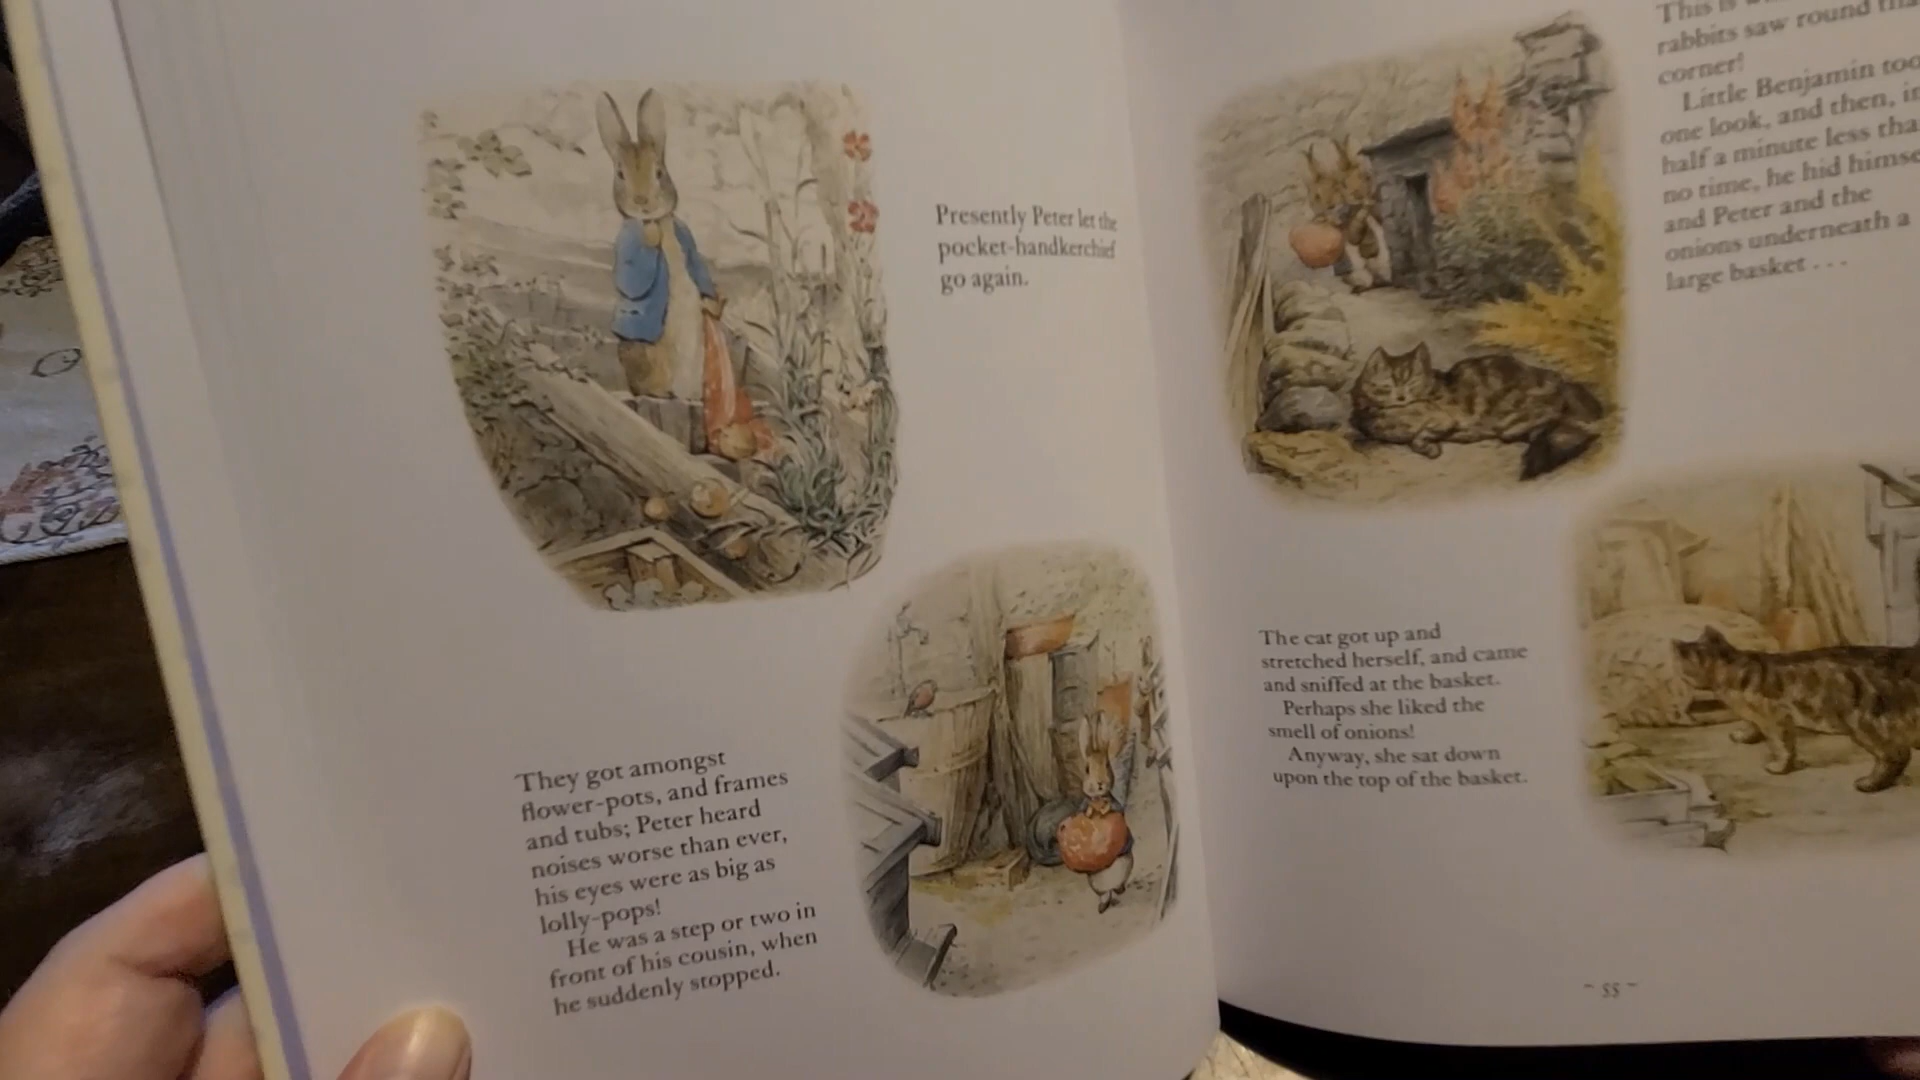 Presently Peter let the
pocket-handkerchief
go again.
They got amongst
flower-pots, and frames
and tubs; Peter heard
noises worse than ever,
his eyes were as big as
lolly-pops!
He was a step or two in
front of his cousin, when
he suddenly stopped.
This is
rabbits saw round
corner!
Little Benjamin
one look, and then,
half a minute less
no time, he hid
and Peter and the
onions underneath a
large basket . . .
The cat got up and
stretched herself, and came
and sniffed at the basket.
Perhaps she liked the
smell of onions!
Anyway, she sat down
upon the top of the basket.
~ 55 ~